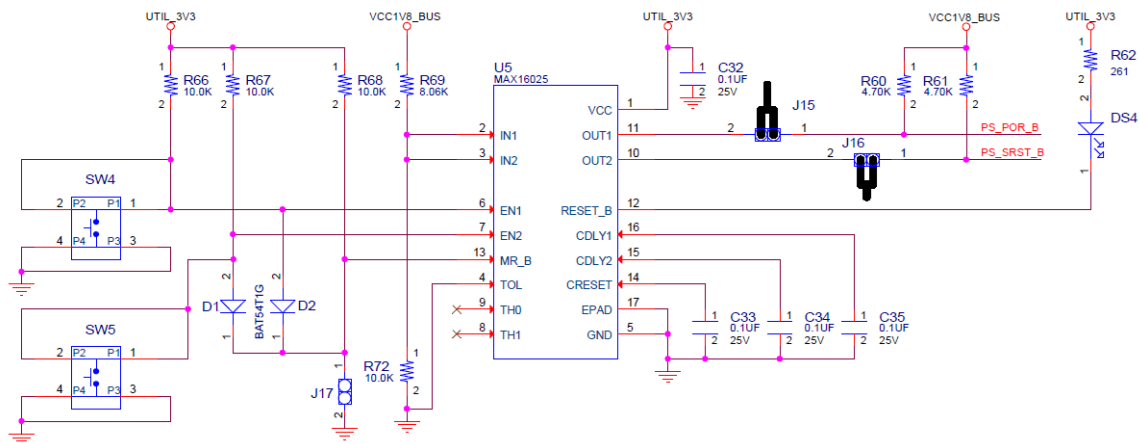 UTIL_3V3
VCC1V8_BUS
UTIL_3V3
VCC1V8_BUS
UTIL_3V3
1
R66
10.0K
2
1
R67
10.0K
2
1
R68
10.0K
2
1
R69
8.06K
2
U5
MAX16025
1
C32
0.1UF
25V
2
1
R60
4.70K
2
1
R61
4.70K
2
1
R62
261
2
J15
2
1
PS_POR_B
J16
2
1
PS_SRST_B
2
DS4
1
2 IN1
3 IN2
6 EN1
7 EN2
13 MR_B
4 TOL
9 TH0
8 TH1
VCC 1
OUT1 11
OUT2 10
RESET_B 12
CDLY1 16
CDLY2 15
CRESET 14
EPAD 17
GND 5
SW4
2 P2 P1 1
4 P4 P3 3
SW5
2 P2 P1 1
4 P4 P3 3
2
D1
1
BAT54T1G
2
D2
1
1
J17
2
R72
10.0K
1
2
1
C33
0.1UF
25V
2
1
C34
0.1UF
25V
2
1
C35
0.1UF
25V
2